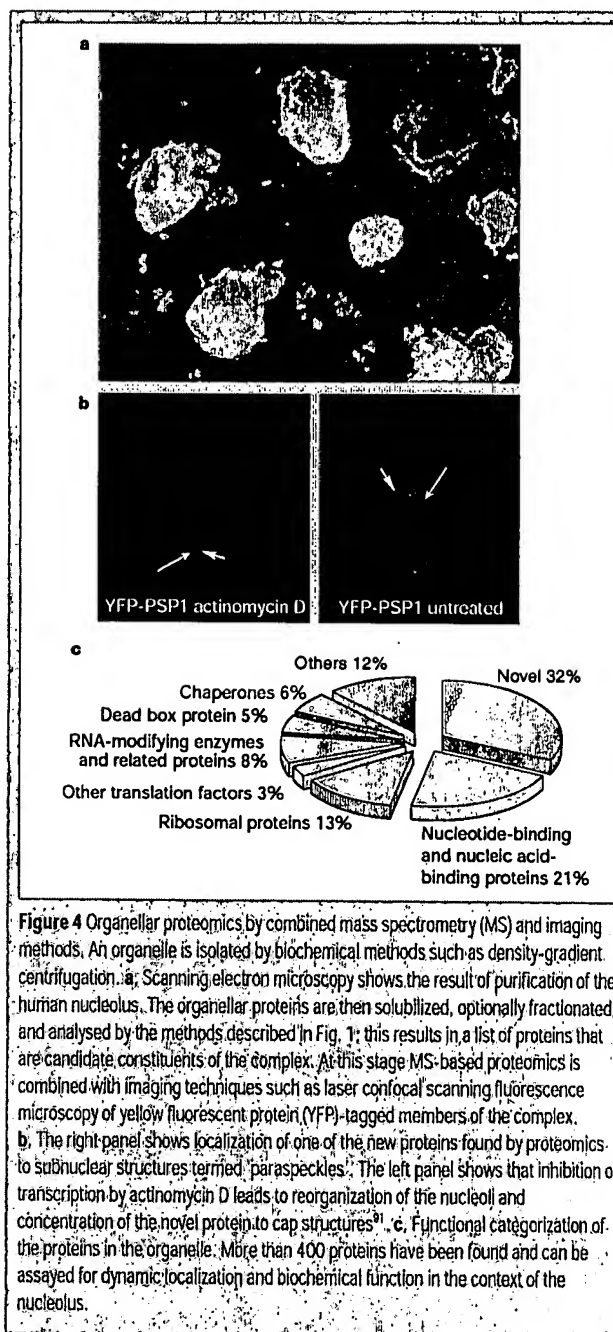 a
b
YFP-PSP1 actinomycin D
YFP-PSP1 untreated
c
Others 12%
Novel 32%
Chaperones 6%
Dead box protein 5%
RNA-modifying enzymes
and related proteins 8%
Other translation factors 3%
Ribosomal proteins 13%
Nucleotide-binding
and nucleic acid-
binding proteins 21%
Figure 4 Organellar proteomics by combined mass spectrometry (MS) and imaging
methods. An organelle is isolated by biochemical methods such as density-gradient
centrifugation. a, Scanning electron microscopy shows the result of purification of the
human nucleolus. The organellar proteins are then solubilized, optionally fractionated
and analysed by the methods described in Fig. 1; this results in a list of proteins that
are candidate constituents of the complex. At this stage MS-based proteomics is
combined with imaging techniques such as laser confocal scanning fluorescence
microscopy of yellow fluorescent protein (YFP)-tagged members of the complex.
b, The right panel shows localization of one of the new proteins found by proteomics
to subnuclear structures termed 'paraspeckles'. The left panel shows that inhibition o
transcription by actinomycin D leads to reorganization of the nucleoli and
concentration of the novel protein to cap structures⁹¹. c, Functional categorization of
the proteins in the organelle. More than 400 proteins have been found and can be
assayed for dynamic localization and biochemical function in the context of the
nucleolus.